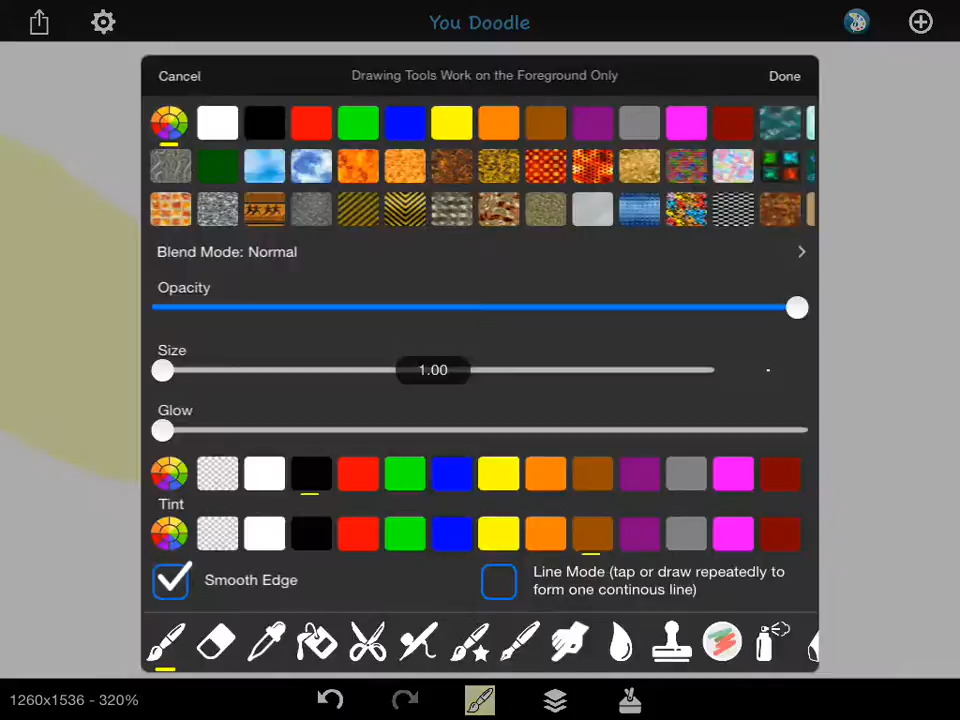 You Doodle
Cancel
Drawing Tools Work on the Foreground Only
Done
Blend Mode: Normal
Opacity
Size
1.00
Glow
Tint
Smooth Edge
Line Mode (tap or draw repeatedly to
form one continous line)
1260x1536 - 320%